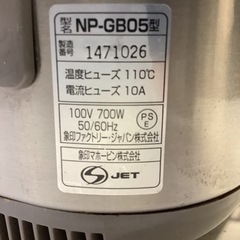 型名 NP-GB05型
製造番号 1471026
温度ヒューズ 110℃
電流ヒューズ 10A
100V 700W
50/60Hz
PSE
象印ファクトリー・ジャパン株式会社
象印マホービン株式会社
S JET